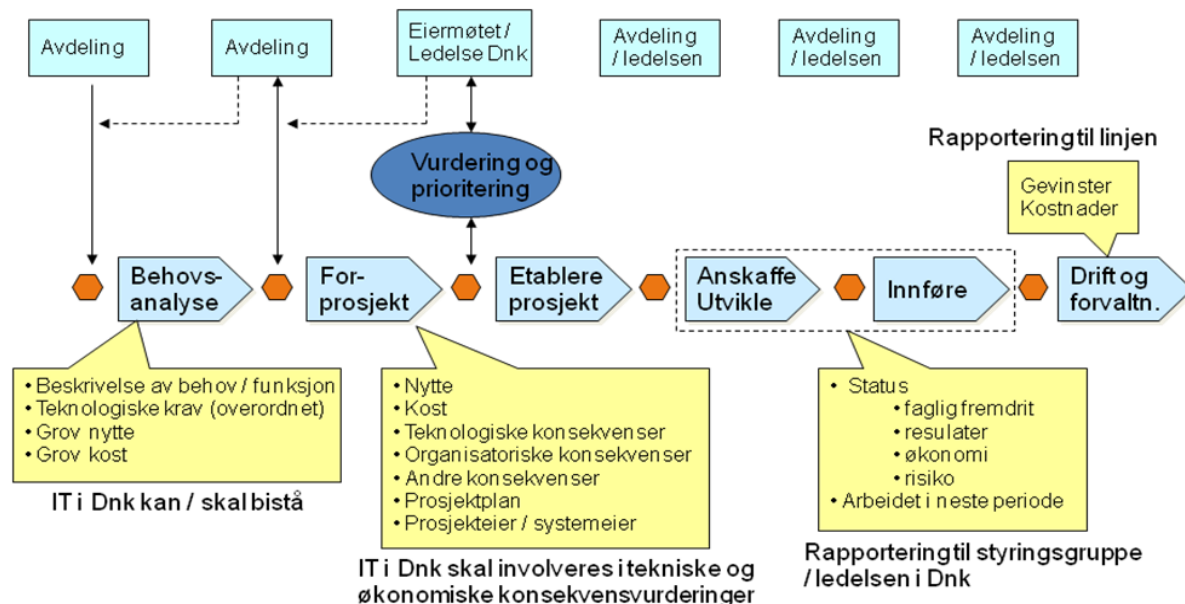 Avdeling
Avdeling
Eiermøtet /
Ledelse Dnk
Avdeling
/ ledelsen
Avdeling
/ ledelsen
Avdeling
/ ledelsen
Vurdering og
prioritering
Rapportering til linjen
Gevinster
Kostnader
Behovs-
analyse
For-
prosjekt
Etablere
prosjekt
Anskaffe
Utvikle
Innføre
Drift og
forvaltn.
• Beskrivelse av behov / funksjon
• Teknologiske krav (overordnet)
• Grov nytte
• Grov kost
IT i Dnk kan / skal bistå
• Nytte
• Kost
• Teknologiske konsekvenser
• Organisatoriske konsekvenser
• Andre konsekvenser
• Prosjektplan
• Prosjekteier / systemeier
IT i Dnk skal involveres i tekniske og
økonomiske konsekvensvurderinger
• Status
• faglig fremdrit
• resulater
• økonomi
• risiko
• Arbeidet i neste periode
Rapportering til styringsgruppe
/ ledelsen i Dnk